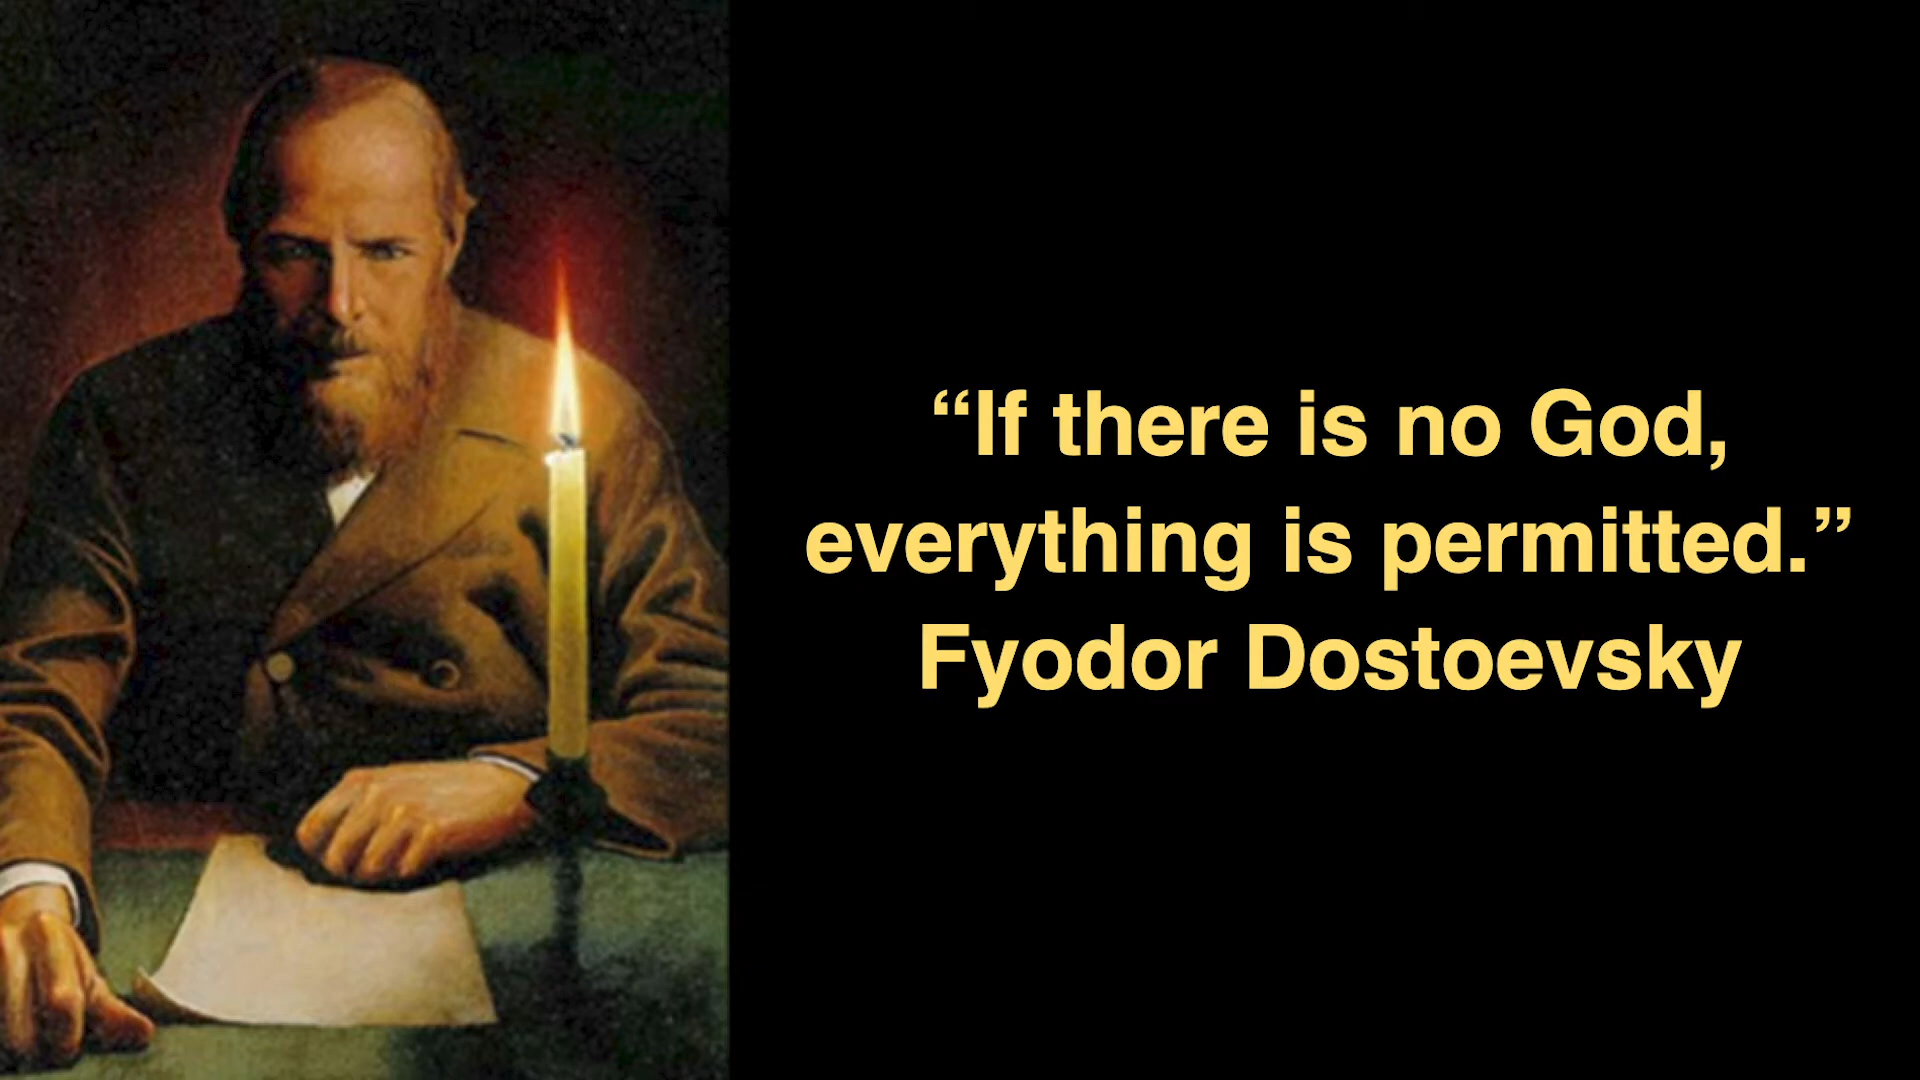 “If there is no God,
everything is permitted.”
Fyodor Dostoevsky